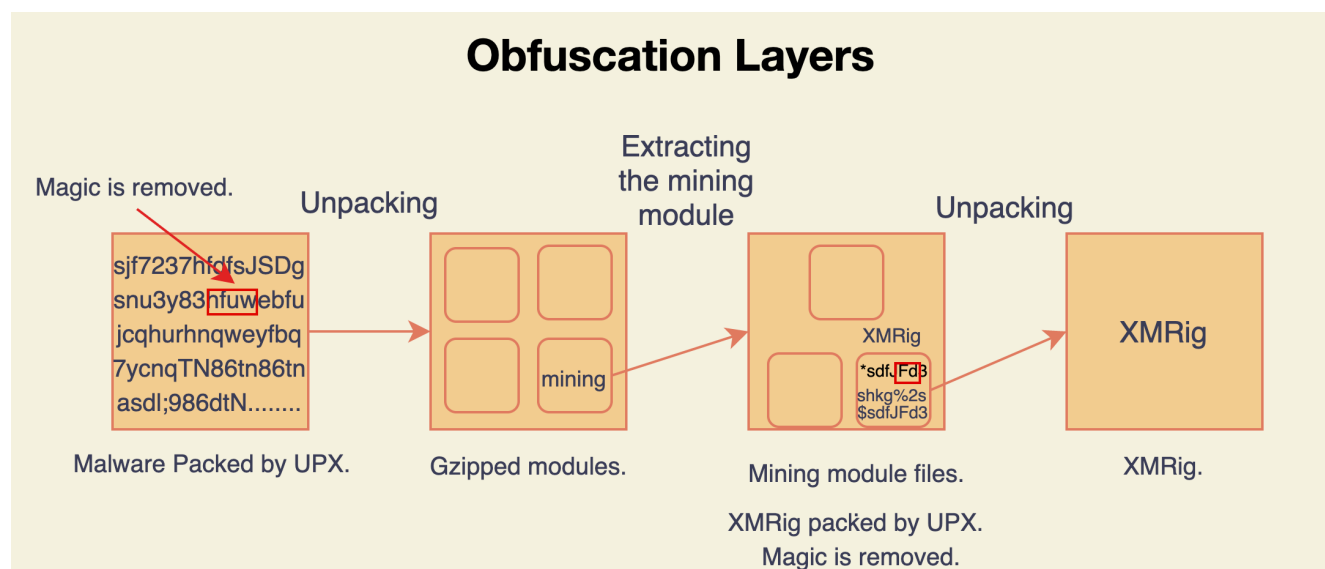 Obfuscation Layers
Magic is removed.
Unpacking
Extracting
the mining
module
Unpacking
sjf7237hfdfsJSDg
snu3y83hfuwebfu
jcqhurhnqweyfbq
7ycnqTN86tn86tn
asdl;986dtN........
mining
XMRig
*sdfJFd3
shkg%2s
$sdfJFd3
XMRig
Malware Packed by UPX.
Gzipped modules.
Mining module files.
XMRig packed by UPX.
Magic is removed.
XMRig.